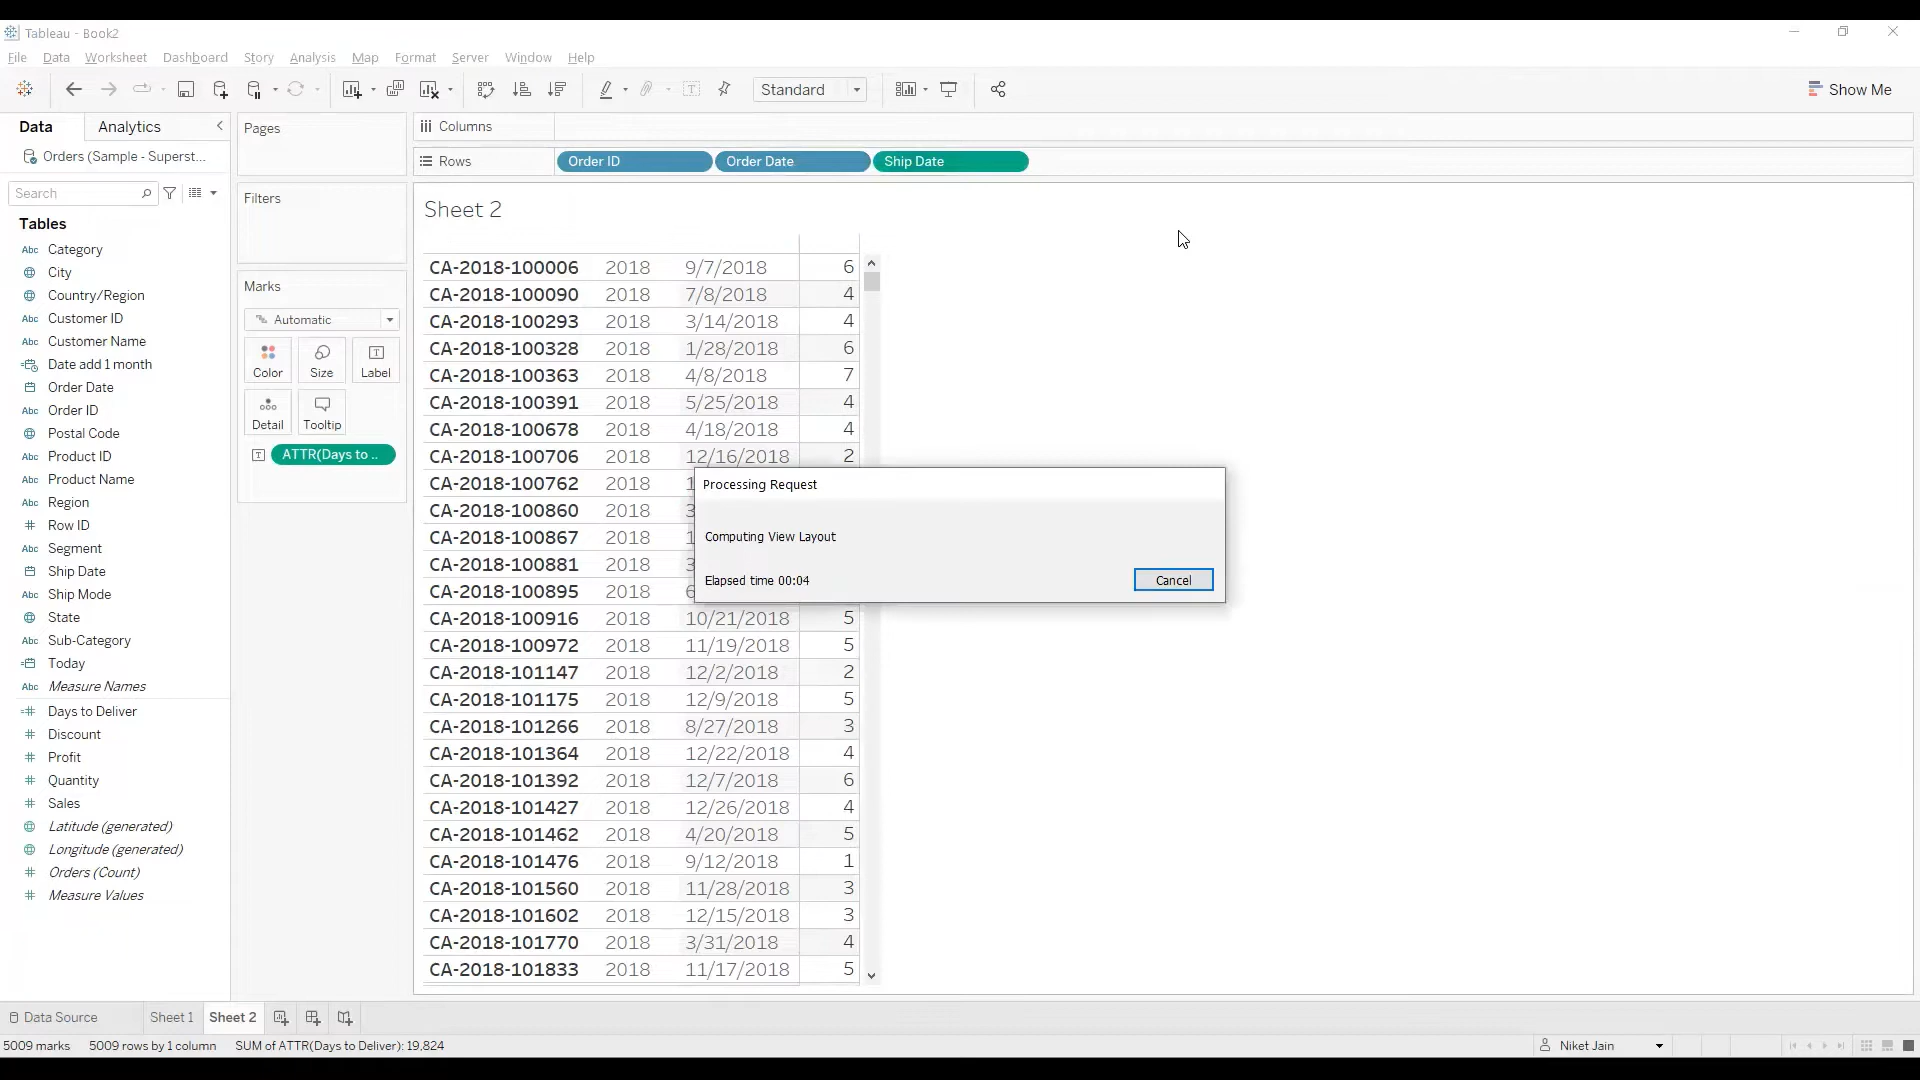 Tableau - Book2
File Data Worksheet Dashboard Story Analysis Map Format Server Window Help
Standard
Show Me
Data Analytics
Orders (Sample - Superst...
Search
Tables
Abc Category
City
Country/Region
Abc Customer ID
Abc Customer Name
Date add 1 month
Order Date
Abc Order ID
Postal Code
Abc Product ID
Abc Product Name
Abc Region
# Row ID
Abc Segment
Ship Date
Abc Ship Mode
State
Abc Sub-Category
Today
Abc Measure Names
=# Days to Deliver
# Discount
# Profit
# Quantity
# Sales
Latitude (generated)
Longitude (generated)
# Orders (Count)
# Measure Values
Pages
Filters
Marks
Automatic
Color Size Label
Detail Tooltip
T ATTR(Days to ..
Columns
Rows Order ID Order Date Ship Date
Sheet 2
CA-2018-100006 2018 9/7/2018 6
CA-2018-100090 2018 7/8/2018 4
CA-2018-100293 2018 3/14/2018 4
CA-2018-100328 2018 1/28/2018 6
CA-2018-100363 2018 4/8/2018 7
CA-2018-100391 2018 5/25/2018 4
CA-2018-100678 2018 4/18/2018 4
CA-2018-100706 2018 12/16/2018 2
CA-2018-100762 2018 1
CA-2018-100860 2018 3
CA-2018-100867 2018 1
CA-2018-100881 2018 3
CA-2018-100895 2018 6
CA-2018-100916 2018 10/21/2018 5
CA-2018-100972 2018 11/19/2018 5
CA-2018-101147 2018 12/2/2018 2
CA-2018-101175 2018 12/9/2018 5
CA-2018-101266 2018 8/27/2018 3
CA-2018-101364 2018 12/22/2018 4
CA-2018-101392 2018 12/7/2018 6
CA-2018-101427 2018 12/26/2018 4
CA-2018-101462 2018 4/20/2018 5
CA-2018-101476 2018 9/12/2018 1
CA-2018-101560 2018 11/28/2018 3
CA-2018-101602 2018 12/15/2018 3
CA-2018-101770 2018 3/31/2018 4
CA-2018-101833 2018 11/17/2018 5
Processing Request
Computing View Layout
Elapsed time 00:04
Cancel
Data Source Sheet 1 Sheet 2
5009 marks 5009 rows by 1 column SUM of ATTR(Days to Deliver): 19,824
Niket Jain